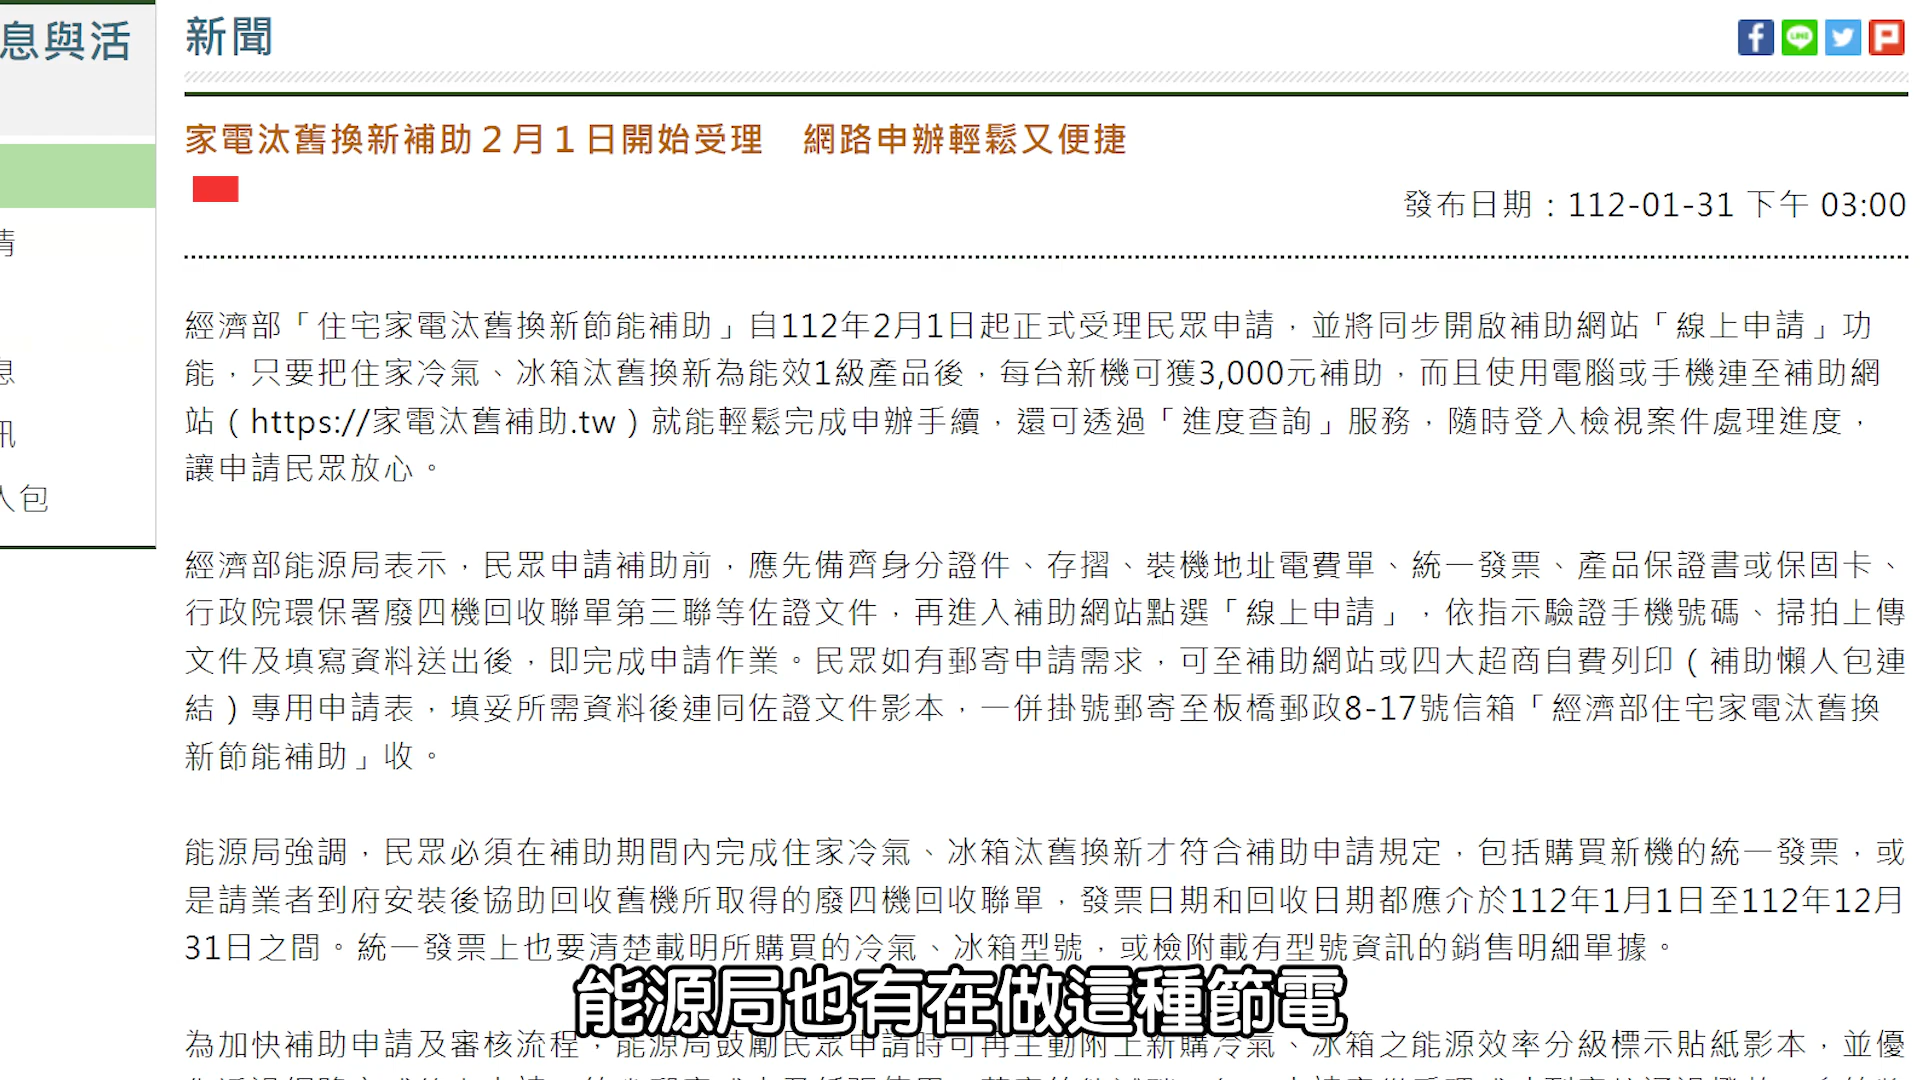 息與活
新聞
家電汰舊換新補助２月１日開始受理　網路申辦輕鬆又便捷
發布日期：112-01-31 下午 03:00
經濟部「住宅家電汰舊換新節能補助」自112年2月1日起正式受理民眾申請，並將同步開啟補助網站「線上申請」功
能，只要把住家冷氣、冰箱汰舊換新為能效1級產品後，每台新機可獲3,000元補助，而且使用電腦或手機連至補助網
站（https://家電汰舊補助.tw）就能輕鬆完成申辦手續，還可透過「進度查詢」服務，隨時登入檢視案件處理進度，
讓申請民眾放心。
經濟部能源局表示，民眾申請補助前，應先備齊身分證件、存摺、裝機地址電費單、統一發票、產品保證書或保固卡、
行政院環保署廢四機回收聯單第三聯等佐證文件，再進入補助網站點選「線上申請」，依指示驗證手機號碼、掃拍上傳
文件及填寫資料送出後，即完成申請作業。民眾如有郵寄申請需求，可至補助網站或四大超商自費列印（補助懶人包連
結）專用申請表，填妥所需資料後連同佐證文件影本，一併掛號郵寄至板橋郵政8-17號信箱「經濟部住宅家電汰舊換
新節能補助」收。
能源局強調，民眾必須在補助期間內完成住家冷氣、冰箱汰舊換新才符合補助申請規定，包括購買新機的統一發票，或
是請業者到府安裝後協助回收舊機所取得的廢四機回收聯單，發票日期和回收日期都應介於112年1月1日至112年12月
31日之間。統一發票上也要清楚載明所購買的冷氣、冰箱型號，或檢附載有型號資訊的銷售明細單據。
能源局也有在做這種節電
為加快補助申請及審核流程，能源局鼓勵民眾申請時可再主動附上新購冷氣、冰箱之能源效率分級標示貼紙影本，並優
情
息
訊
人包